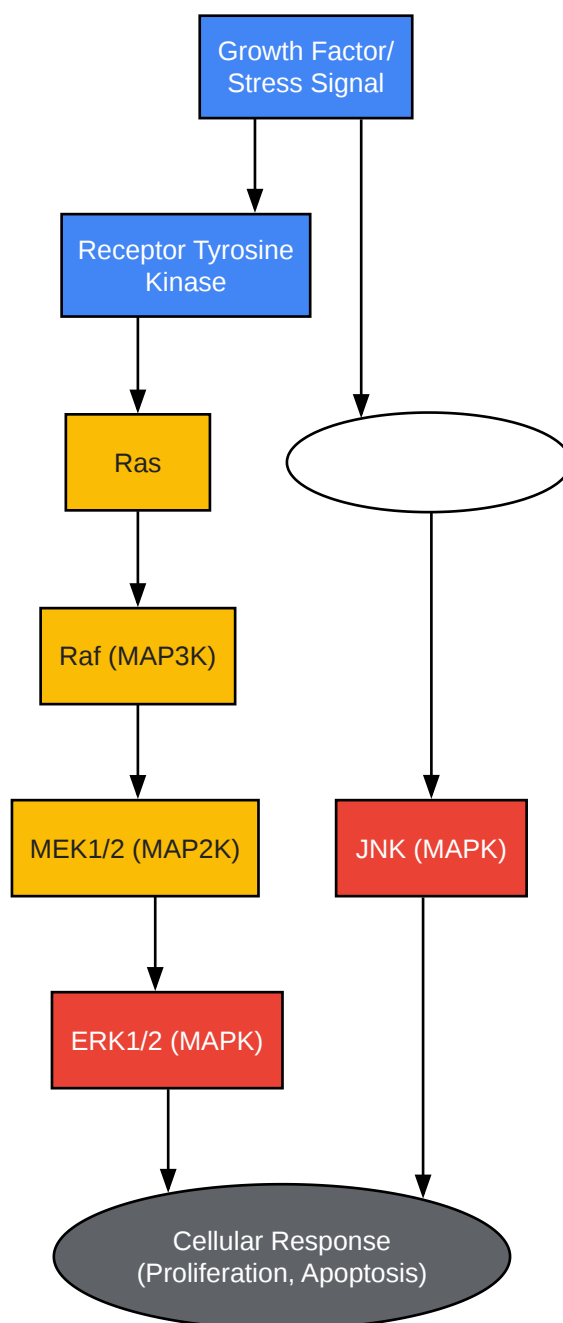 Growth Factor/
Stress Signal
Receptor Tyrosine
Kinase
Ras
Raf (MAP3K)
MEK1/2 (MAP2K)
JNK (MAPK)
ERK1/2 (MAPK)
Cellular Response
(Proliferation, Apoptosis)